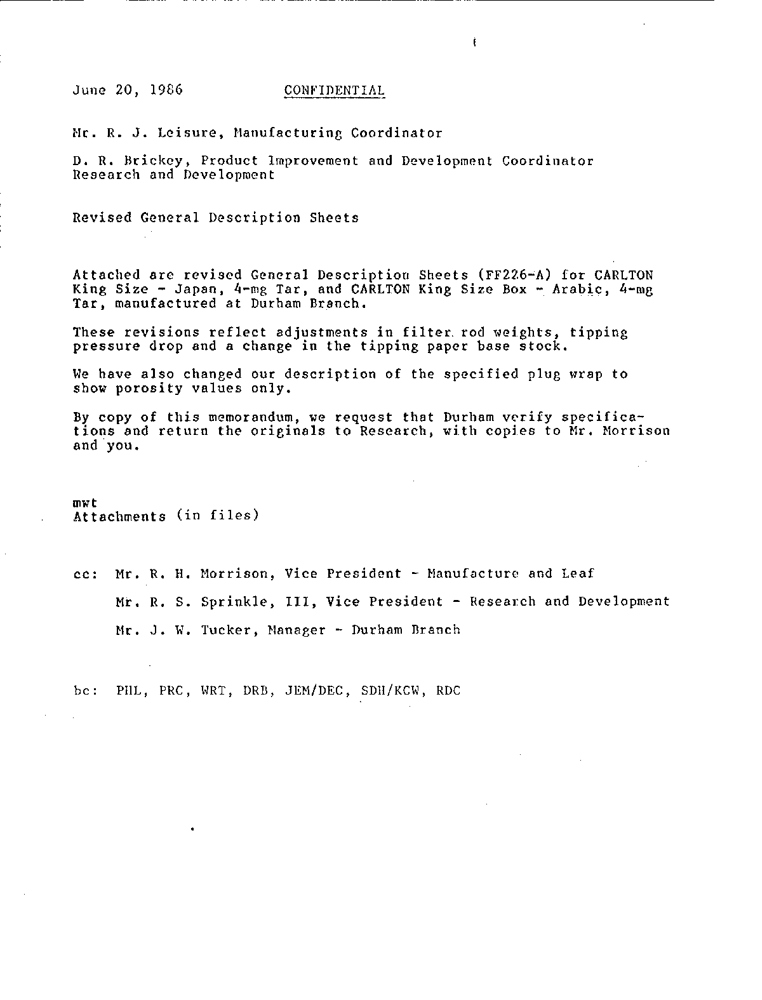 June 20, 1986 CONFIDENTIAL
Mr. R. J. Leisure, Manufacturing Coordinator
D. R. Brickey, Product Improvement and Development Coordinator
Research and Development
Revised General Description Sheets
Attached are revised General Description Sheets (FF226-A) for CARLTON
King Size - Japan, 4-mg Tar, and CARLTON King Size Box - Arabic, 4-mg
Tar, manufactured at Durham Branch.
These revisions reflect adjustments in filter rod weights, tipping
pressure drop and a change in the tipping paper base stock.
We have also changed our description of the specified plug wrap to
show porosity values only.
By copy of this memorandum, we request that Durham verify specifica-
tions and return the originals to Research, with copies to Mr. Morrison
and you.
mwt
Attachments (in files)
cc: Mr. R. H. Morrison, Vice President - Manufacture and Leaf
Mr. R. S. Sprinkle, III, Vice President - Research and Development
Mr. J. W. Tucker, Manager - Durham Branch
bc: PHL, PRC, WRT, DRB, JEM/DEC, SDH/KCW, RDC